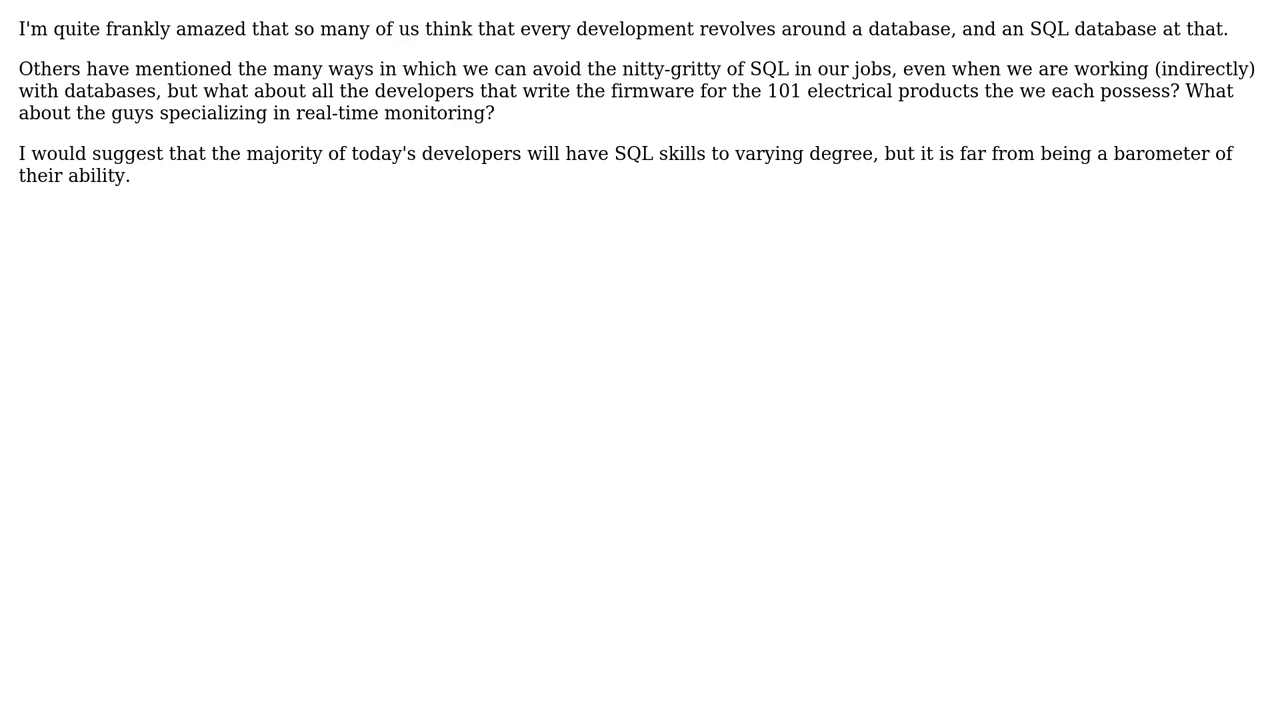 I'm quite frankly amazed that so many of us think that every development revolves around a database, and an SQL database at that.
Others have mentioned the many ways in which we can avoid the nitty-gritty of SQL in our jobs, even when we are working (indirectly)
with databases, but what about all the developers that write the firmware for the 101 electrical products the we each possess? What
about the guys specializing in real-time monitoring?
I would suggest that the majority of today's developers will have SQL skills to varying degree, but it is far from being a barometer of
their ability.